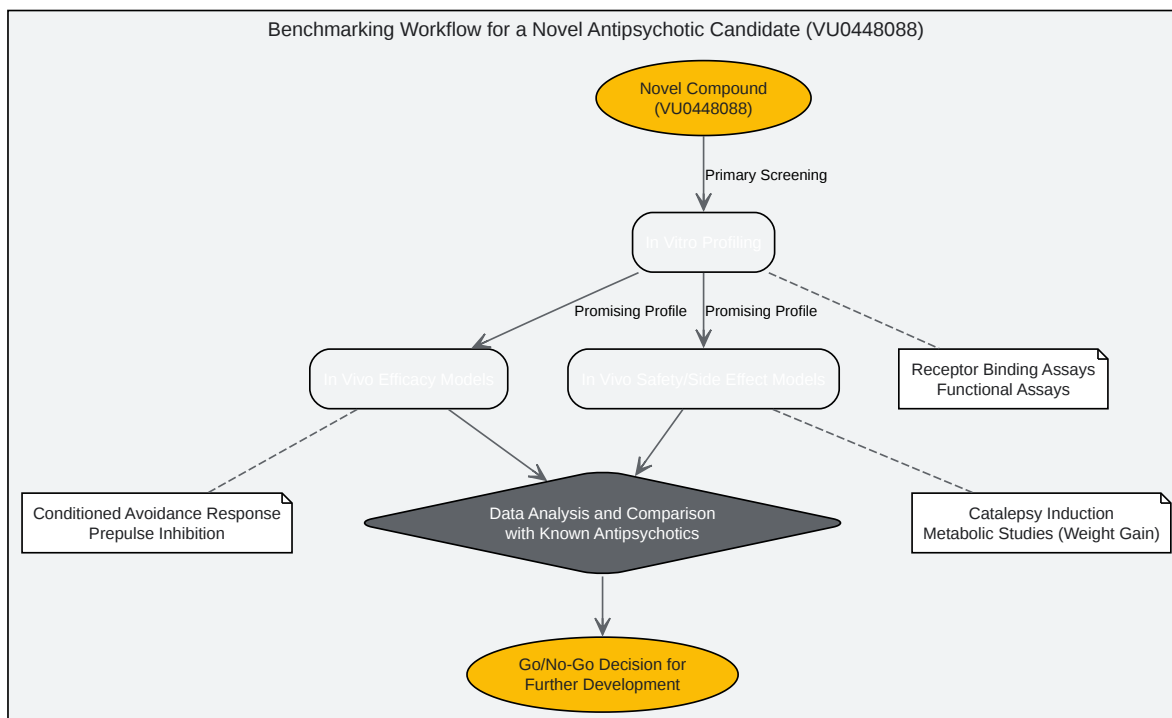 Benchmarking Workflow for a Novel Antipsychotic Candidate (VU0448088)
Novel Compound
(VU0448088)
Primary Screening
In Vitro Profiling
Promising Profile
Promising Profile
In Vivo Efficacy Models
In Vivo Safety/Side Effect Models
Receptor Binding Assays
Functional Assays
Conditioned Avoidance Response
Prepulse Inhibition
Data Analysis and Comparison
with Known Antipsychotics
Catalepsy Induction
Metabolic Studies (Weight Gain)
Go/No-Go Decision for
Further Development